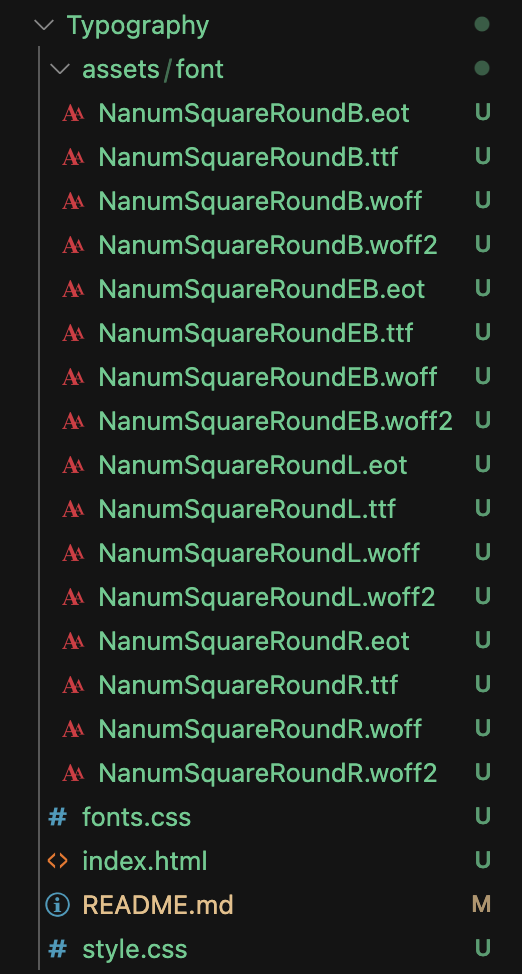 Typography
assets/font
NanumSquareRoundB.eot U
NanumSquareRoundB.ttf U
NanumSquareRoundB.woff U
NanumSquareRoundB.woff2 U
NanumSquareRoundEB.eot U
NanumSquareRoundEB.ttf U
NanumSquareRoundEB.woff U
NanumSquareRoundEB.woff2 U
NanumSquareRoundL.eot U
NanumSquareRoundL.ttf U
NanumSquareRoundL.woff U
NanumSquareRoundL.woff2 U
NanumSquareRoundR.eot U
NanumSquareRoundR.ttf U
NanumSquareRoundR.woff U
NanumSquareRoundR.woff2 U
# fonts.css U
<> index.html U
README.md M
# style.css U